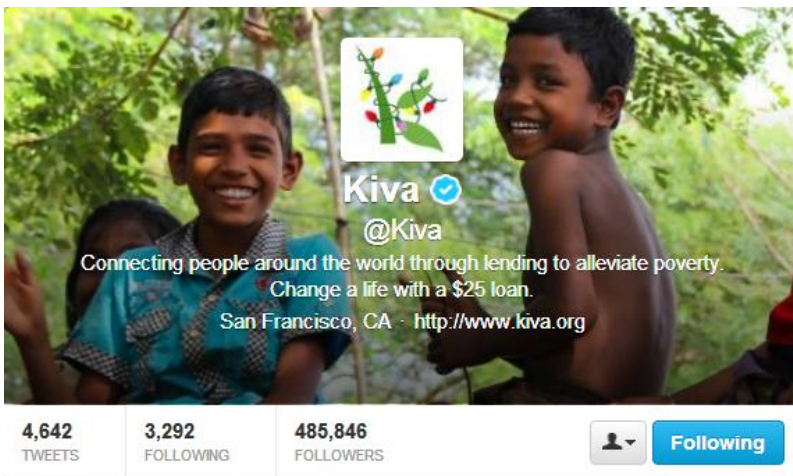 Kiva
@Kiva
Connecting people around the world through lending to alleviate poverty.
Change a life with a $25 loan.
San Francisco, CA · http://www.kiva.org
4,642 3,292 485,846
TWEETS FOLLOWING FOLLOWERS
Following